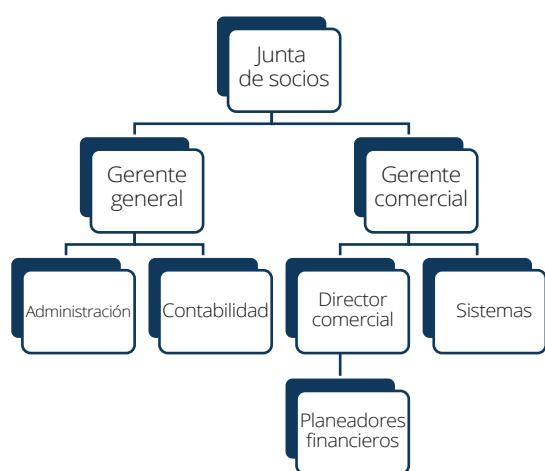 Junta
de socios
Gerente
general
Gerente
comercial
Administración
Contabilidad
Director
comercial
Sistemas
Planeadores
financieros